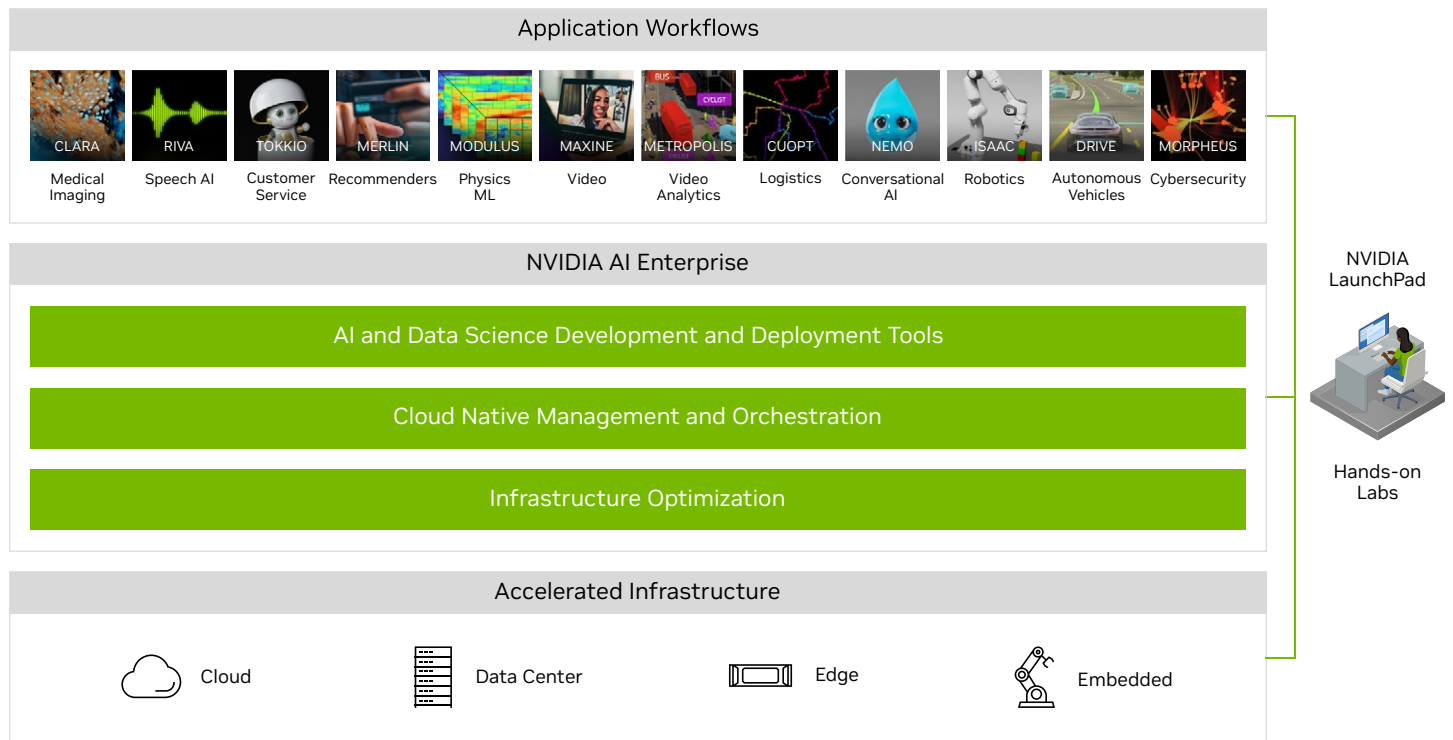 Application Workflows
BUS
CYCLIST
CLARA
RIVA
TOKKIO
MERLIN
MODULUS
MAXINE
METROPOLIS
CUOPT
NEMO
ISAAC
DRIVE
MORPHEUS
Medical
Imaging
Speech AI
Customer
Service
Recommenders
Physics
ML
Video
Video
Analytics
Logistics
Conversational
AI
Robotics
Autonomous
Vehicles
Cybersecurity
NVIDIA AI Enterprise
AI and Data Science Development and Deployment Tools
Cloud Native Management and Orchestration
Infrastructure Optimization
Accelerated Infrastructure
Cloud
Data Center
Edge
Embedded
NVIDIA
LaunchPad
Hands-on
Labs